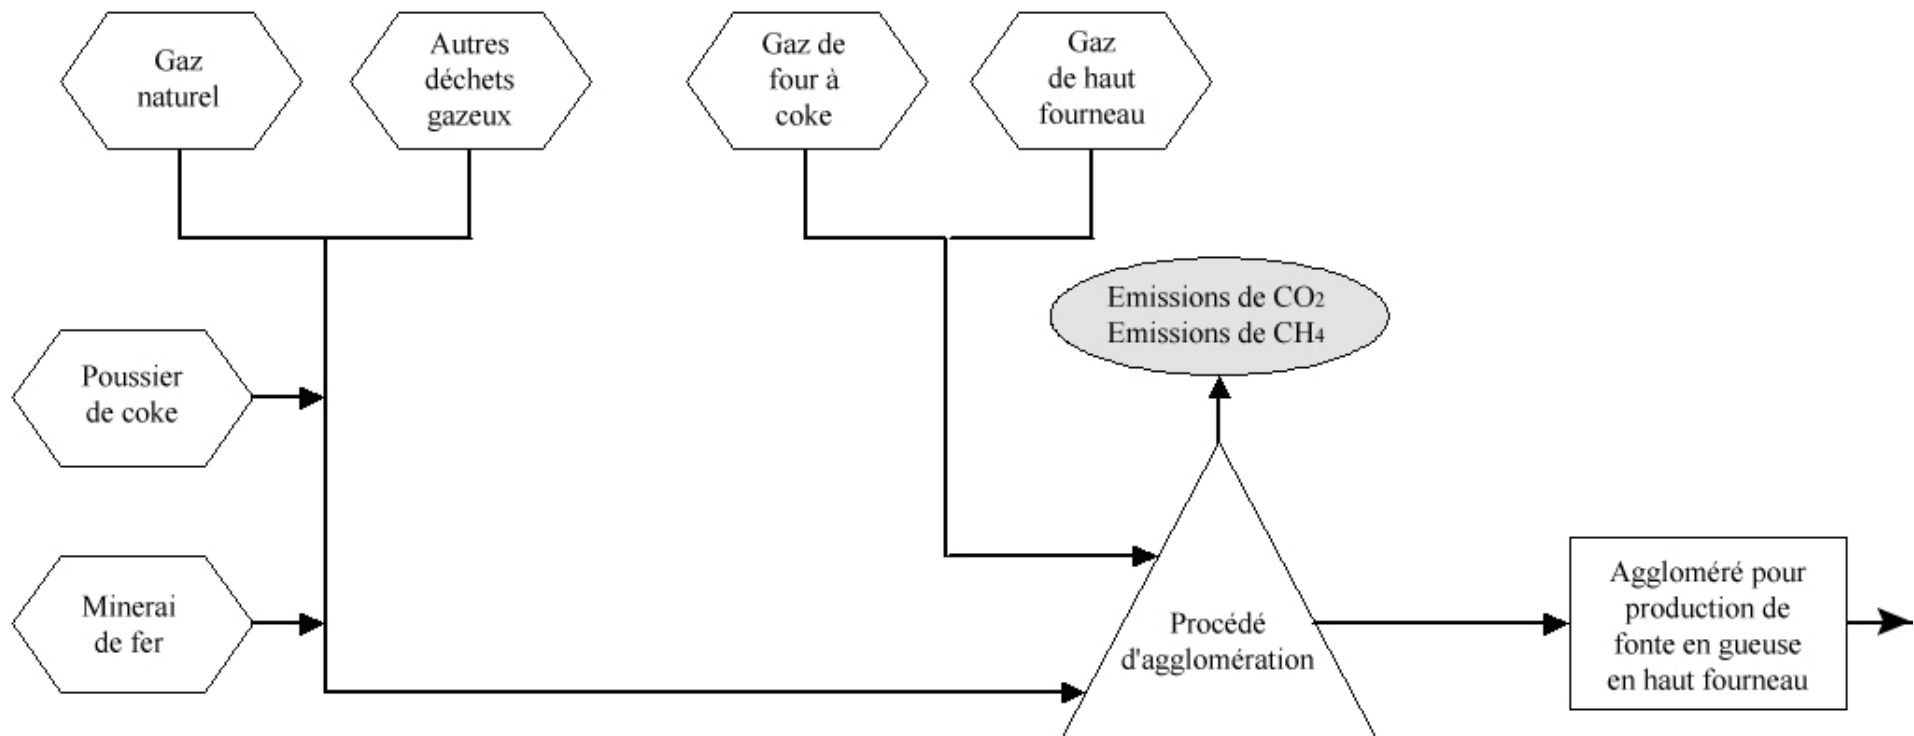 Gaz
naturel
Autres
déchets
gazeux
Gaz de
four à
coke
Gaz
de haut
fourneau
Emissions de CO2
Emissions de CH4
Poussier
de coke
Minerai
de fer
Procédé
d'agglomération
Aggloméré pour
production de
fonte en gueuse
en haut fourneau